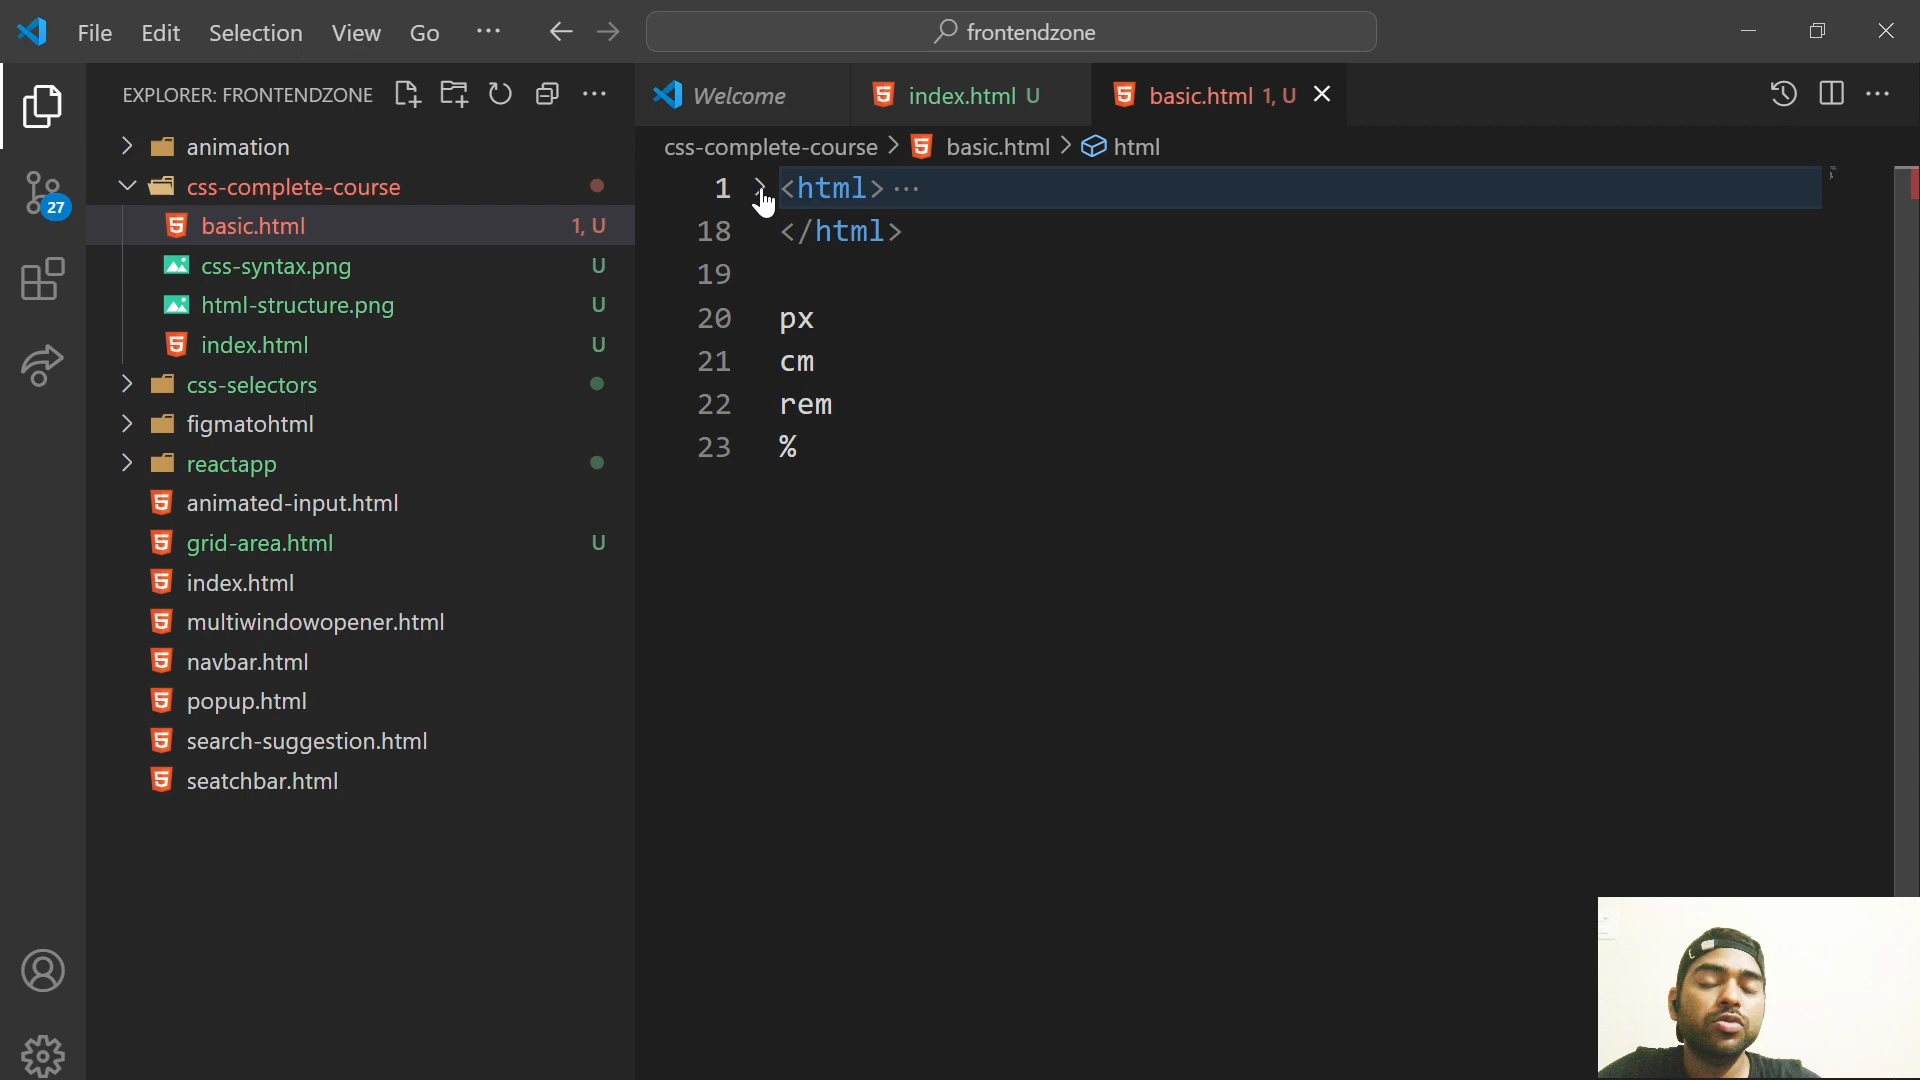 File Edit Selection View Go ··· frontendzone
EXPLORER: FRONTENDZONE
animation
css-complete-course
basic.html 1, U
css-syntax.png U
html-structure.png U
index.html U
css-selectors
figmatohtml
reactapp
animated-input.html
grid-area.html U
index.html
multiwindowopener.html
navbar.html
popup.html
search-suggestion.html
seatchbar.html
27
Welcome index.html U basic.html 1, U
css-complete-course > basic.html > html
1 <html> ···
18 </html>
19
20 px
21 cm
22 rem
23 %